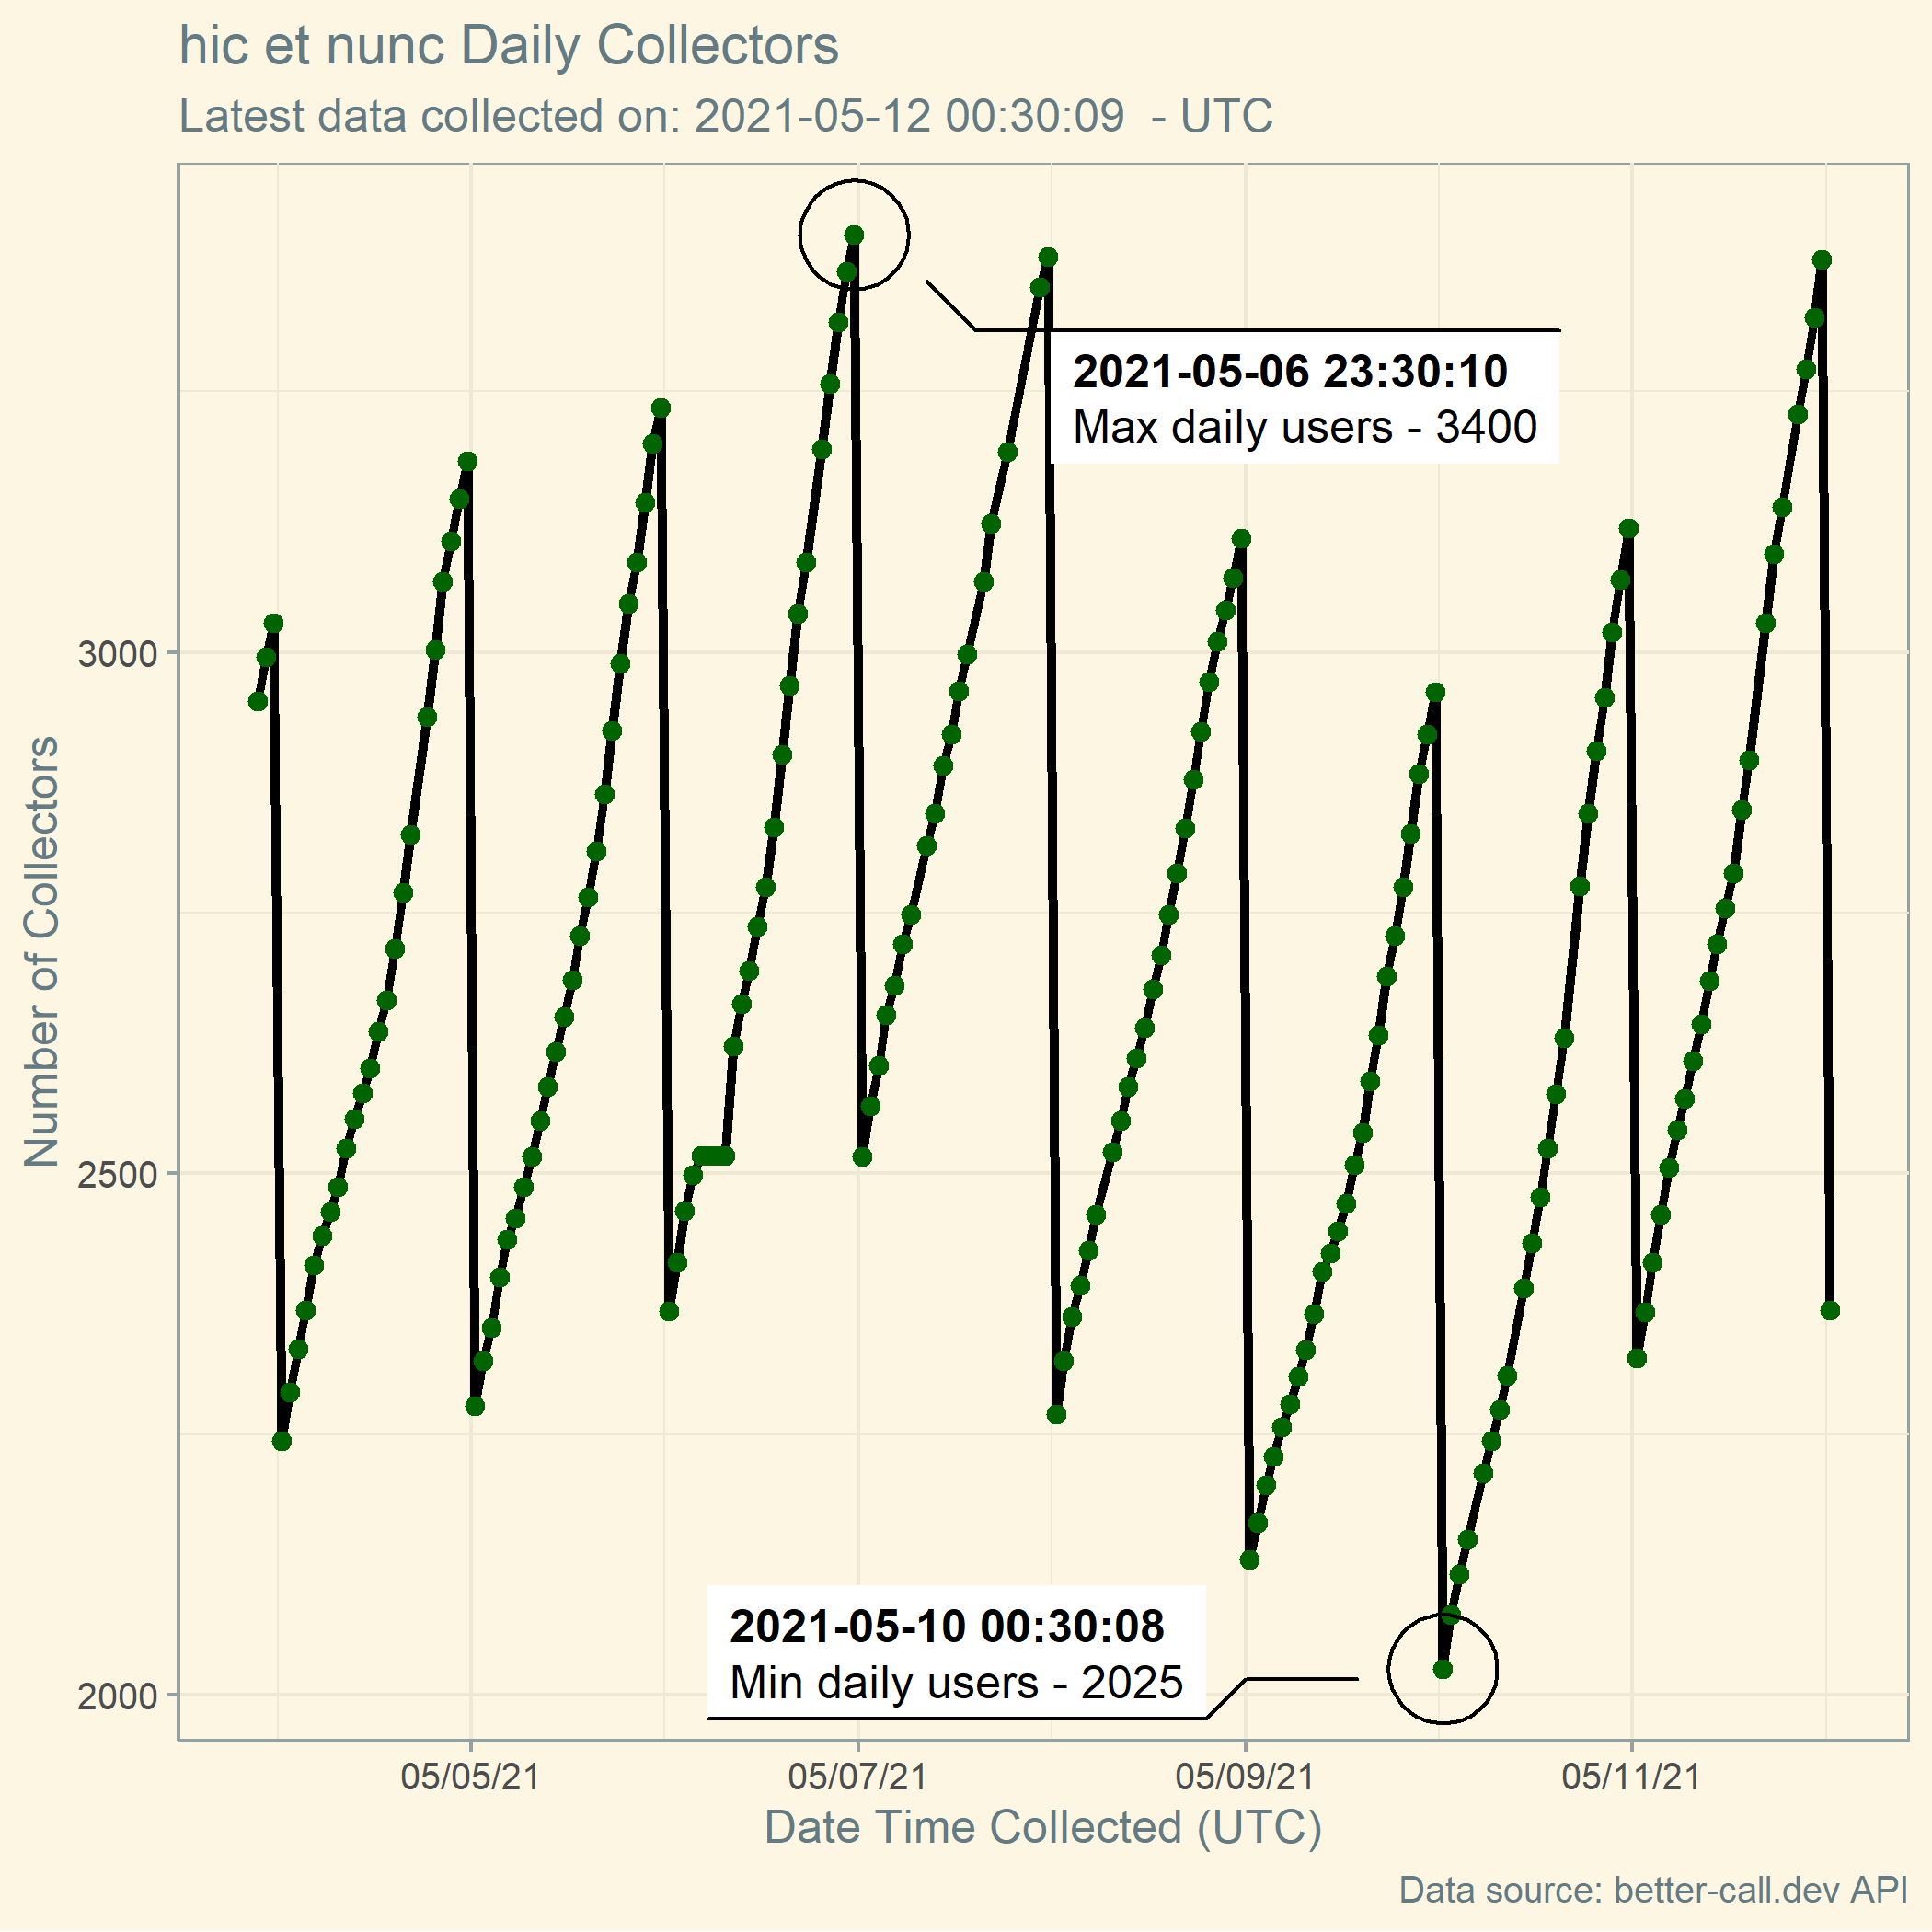 hic et nunc Daily Collectors
Latest data collected on: 2021-05-12 00:30:09  - UTC
2021-05-06 23:30:10
Max daily users - 3400
3000
Number of Collectors
2500
2021-05-10 00:30:08
Min daily users - 2025
2000
05/05/21
05/07/21
05/09/21
05/11/21
Date Time Collected (UTC)
Data source: better-call.dev API